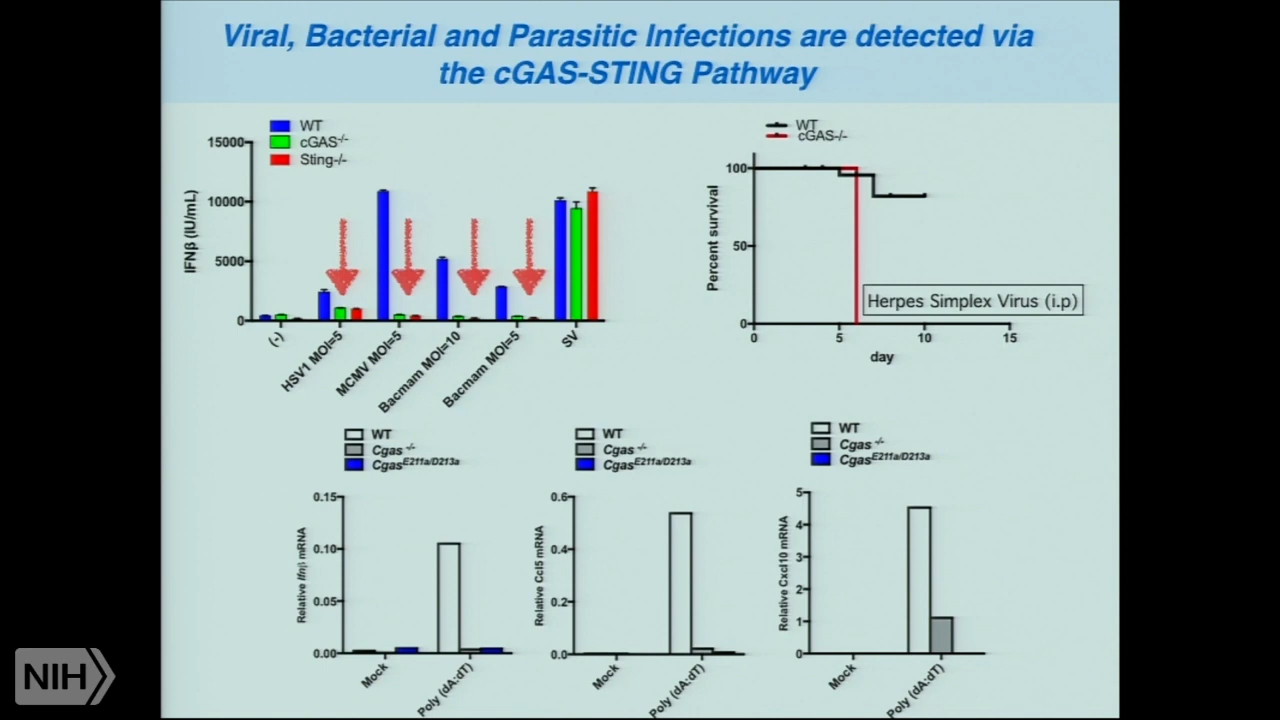 Viral, Bacterial and Parasitic Infections are detected via
the cGAS-STING Pathway
WT
cGAS-/-
Sting-/-
15000
10000
5000
0
IFNβ (IU/mL)
(-)
HSV1 MOI=5
MCMV MOI=5
Bacmam MOI=10
Bacmam MOI=5
SV
WT
cGAS-/-
100
50
0
Percent survival
Herpes Simplex Virus (i.p)
0
5
10
15
day
WT
Cgas -/-
CgasE211a/D213a
0.15
0.10
0.05
0.00
Relative Ifnβ mRNA
Mock
Poly (dA:dT)
WT
Cgas -/-
CgasE211a/D213a
0.6
0.4
0.2
0.0
Relative Ccl5 mRNA
Mock
Poly (dA:dT)
WT
Cgas -/-
CgasE211a/D213a
5
4
3
2
1
0
Relative Cxcl10 mRNA
Mock
Poly (dA:dT)
NIH